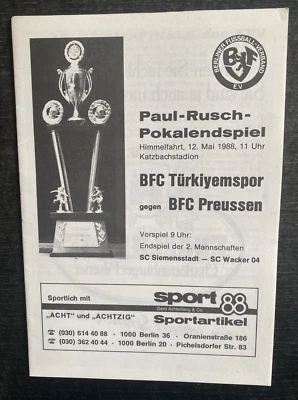 BERLINER FUSSBALL-VERBAND
E.V.
Paul-Rusch-
Pokalendspiel
Himmelfahrt, 12. Mai 1988, 11 Uhr
Katzbachstadion
BFC Türkiyemspor
gegen BFC Preussen
Vorspiel 9 Uhr:
Endspiel der 2. Mannschaften
SC Siemensstadt — SC Wacker 04
Sportlich mit
„ACHT" und „ACHTZIG"
sport 88
Gerd Achterberg & Co.
Sportartikel
☎ (030) 614 40 88 - 1000 Berlin 36 - Oranienstraße 186
☎ (030) 362 40 44 - 1000 Berlin 20 - Pichelsdorfer Str. 83